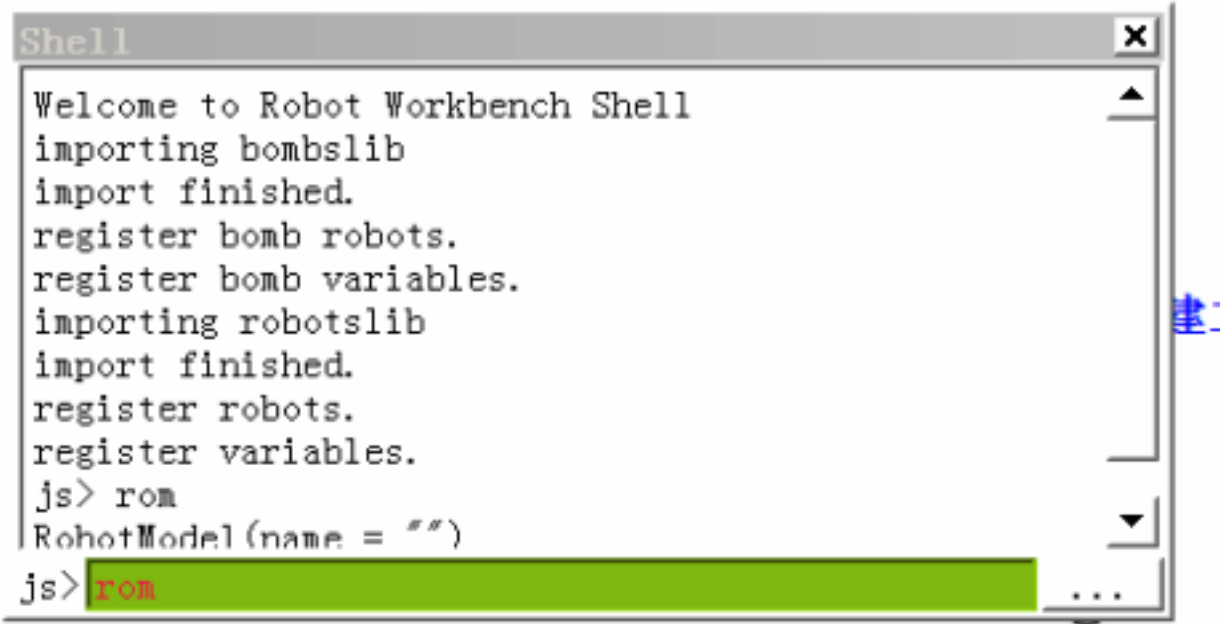 Shell
Welcome to Robot Workbench Shell
importing bombslib
import finished.
register bomb robots.
register bomb variables.
importing robotslib
import finished.
register robots.
register variables.
js> rom
RobotModel(name = "")
js> rom
...
建